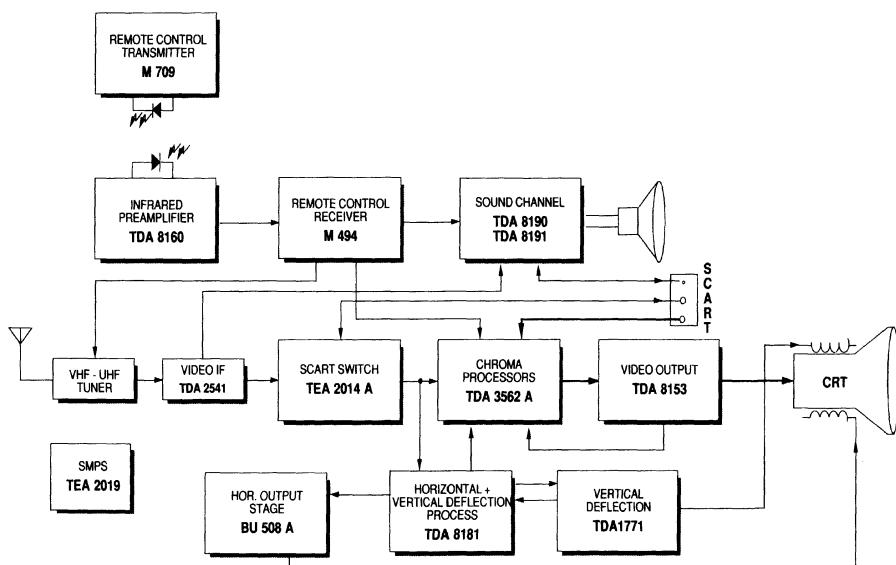 REMOTE CONTROL
TRANSMITTER
M 709
INFRARED
PREAMPLIFIER
TDA 8160
REMOTE CONTROL
RECEIVER
M 494
SOUND CHANNEL
TDA 8190
TDA 8191
SCART
VHF - UHF
TUNER
VIDEO IF
TDA 2541
SCART SWITCH
TEA 2014 A
CHROMA
PROCESSORS
TDA 3562 A
VIDEO OUTPUT
TDA 8153
CRT
SMPS
TEA 2019
HOR. OUTPUT
STAGE
BU 508 A
HORIZONTAL +
VERTICAL DEFLECTION
PROCESS
TDA 8181
VERTICAL
DEFLECTION
TDA1771